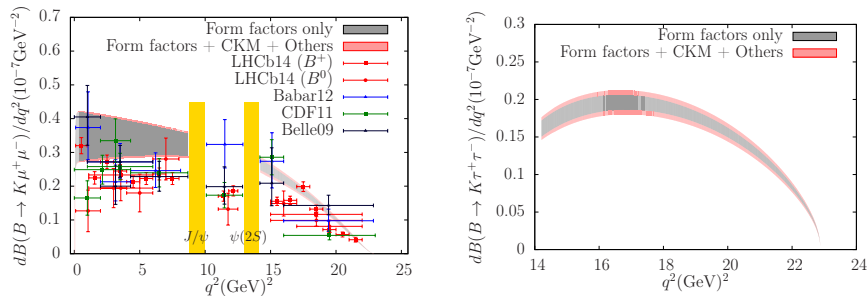 dB(B → Kμ⁺μ⁻)/dq²(10⁻⁷GeV⁻²)
0.7
0.6
0.5
0.4
0.3
0.2
0.1
0
Form factors only
Form factors + CKM + Others
LHCb14 (B⁺)
LHCb14 (B⁰)
Babar12
CDF11
Belle09
J/ψ ψ(2S)
0 5 10 15 20 25
q²(GeV)²
dB(B → Kτ⁺τ⁻)/dq²(10⁻⁷GeV⁻²)
0.3
0.25
0.2
0.15
0.1
0.05
0
Form factors only
Form factors + CKM + Others
14 16 18 20 22 24
q²(GeV)²